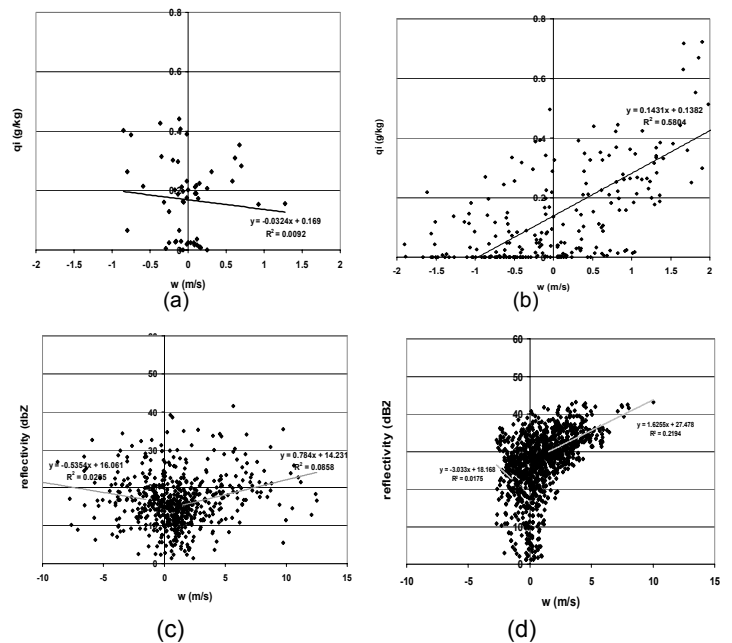 0.8
0.6
0.4
0.2
qi (g/kg)
y = -0.0324x + 0.169
R² = 0.0092
-2 -1.5 -1 -0.5 0 0.5 1 1.5 2
w (m/s)
(a)
0.8
0.6
0.4
0.2
0
qi (g/kg)
y = 0.1431x + 0.1382
R² = 0.5804
-2 -1.5 -1 -0.5 0 0.5 1 1.5 2
w (m/s)
(b)
60
50
40
30
20
10
0
reflectivity (dbZ
y = -0.5354x + 16.061
y = 0.784x + 14.231
R² = 0.0858
-10 -5 0 5 10 15
w (m/s)
(c)
60
50
40
30
10
0
reflectivity (dBZ
y = 1.6255x + 27.478
R² = 0.2194
y = -3.033x + 18.168
R² = 0.0175
-10 -5 0 5 10 15
w (m/s)
(d)